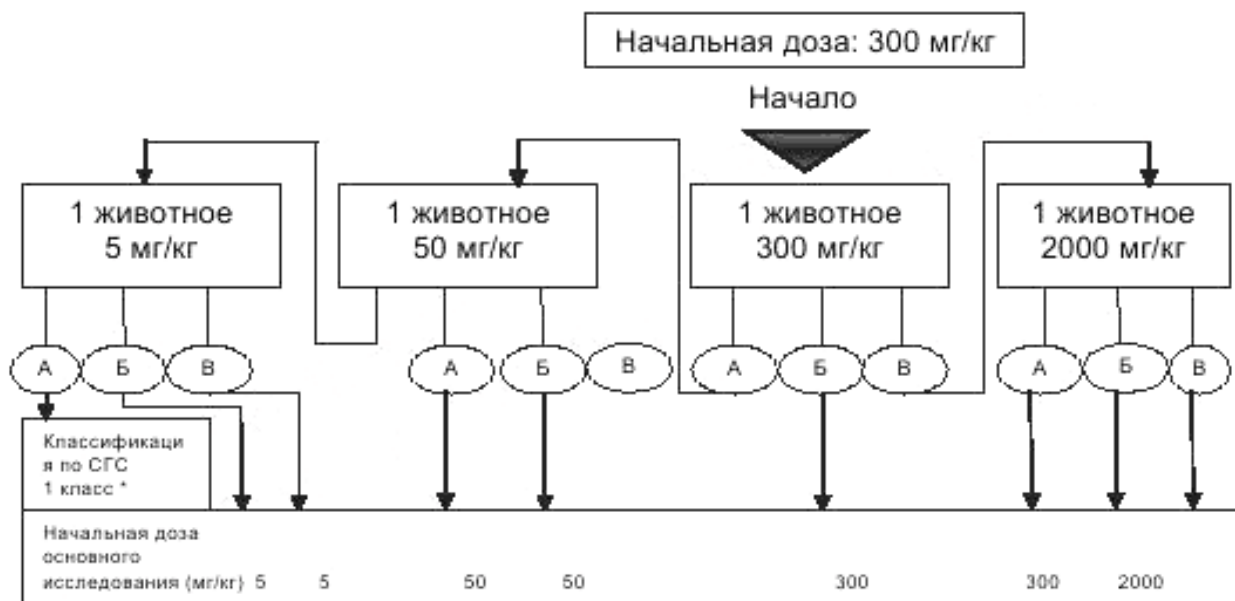 Начальная доза: 300 мг/кг
Начало
1 животное
5 мг/кг
1 животное
50 мг/кг
1 животное
300 мг/кг
1 животное
2000 мг/кг
А Б В А Б В А Б В А Б В
Классификаци
я по СГС
1 класс *
Начальная доза
основного
исследования (мг/кг) 5 5 50 50 300 300 2000